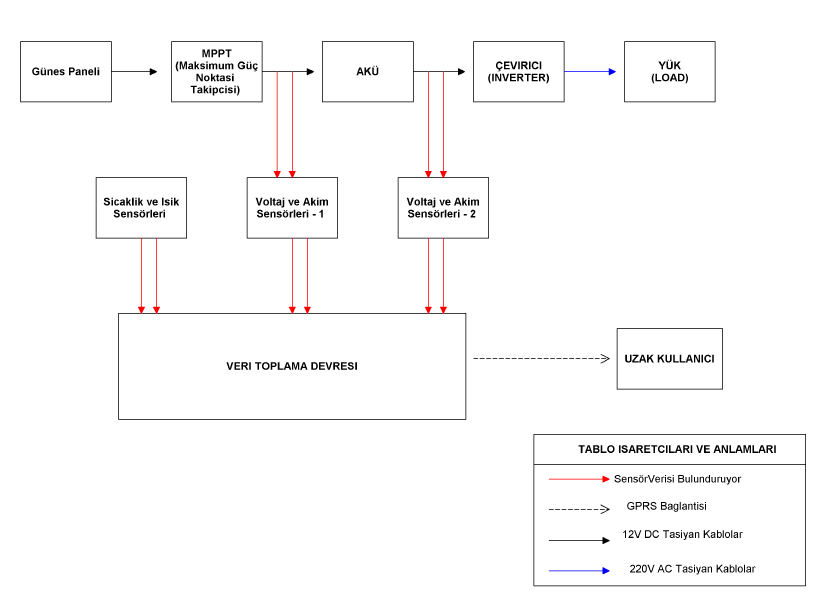 Günes Paneli
MPPT
(Maksimum Güç
Noktasi
Takipcisi)
AKÜ
ÇEVIRICI
(INVERTER)
YÜK
(LOAD)
Sicaklik ve Isik
Sensörleri
Voltaj ve Akim
Sensörleri - 1
Voltaj ve Akim
Sensörleri - 2
VERI TOPLAMA DEVRESI
UZAK KULLANICI
TABLO ISARETCILARI VE ANLAMLARI
SensörVerisi Bulunduruyor
GPRS Baglantisi
12V DC Tasiyan Kablolar
220V AC Tasiyan Kablolar